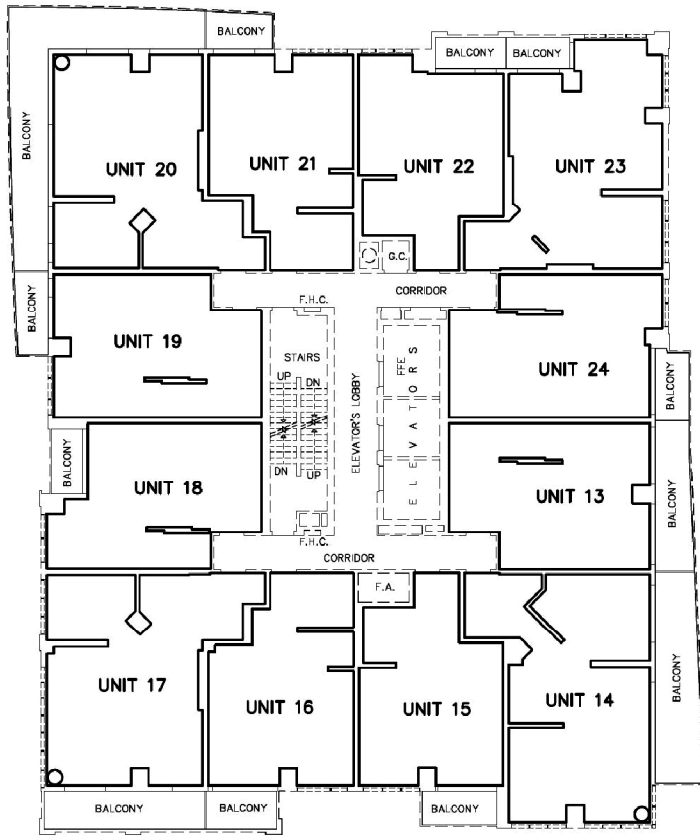 BALCONY
BALCONY
BALCONY
BALCONY
UNIT 20
UNIT 21
UNIT 22
UNIT 23
G.C.
CORRIDOR
F.H.C.
BALCONY
UNIT 19
STAIRS
UP
DN
ELEVATOR'S LOBBY
FFE
ELEVATORS
UNIT 24
BALCONY
BALCONY
UNIT 18
DN
UP
UNIT 13
BALCONY
F.H.C.
CORRIDOR
F.A.
UNIT 17
UNIT 16
UNIT 15
UNIT 14
BALCONY
BALCONY
BALCONY
BALCONY